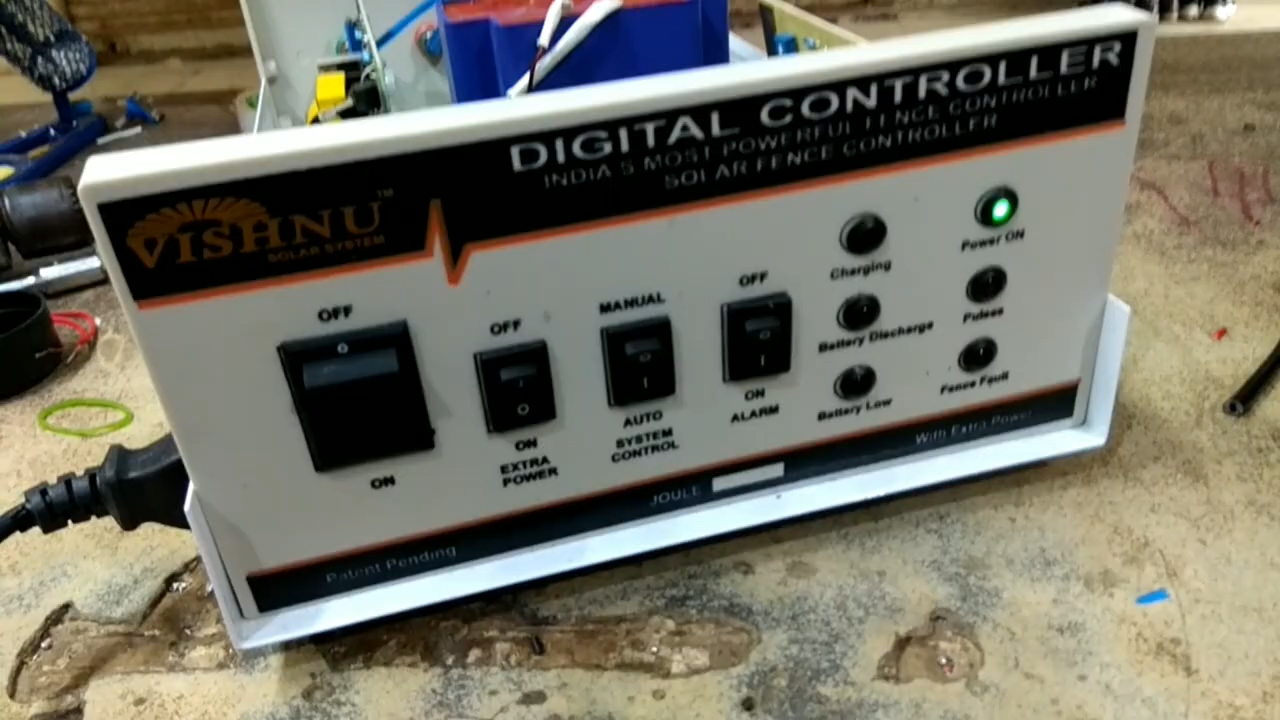 DIGITAL CONTROLLER
INDIA'S MOST POWERFUL FENCE CONTROLLER
SOLAR FENCE CONTROLLER
VISHNU™
SOLAR SYSTEM
OFF
ON
OFF
ON
EXTRA
POWER
MANUAL
AUTO
SYSTEM
CONTROL
OFF
ON
ALARM
Charging
Battery Discharge
Battery Low
Power ON
Pulses
Fence Fault
With Extra Power
JOULE
Patent Pending